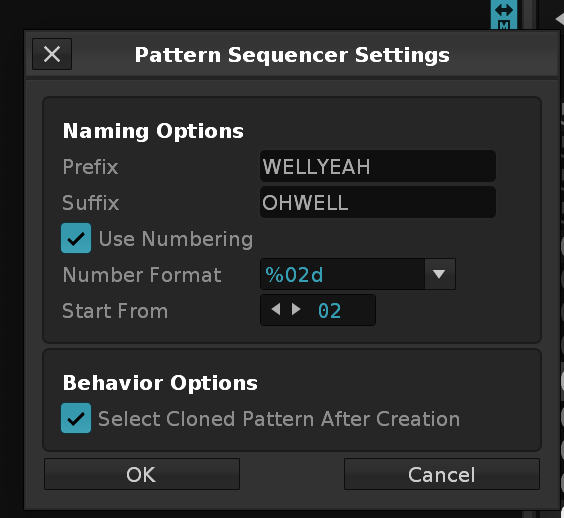 M
Pattern Sequencer Settings
Naming Options
Prefix WELLYEAH
Suffix OHWELL
Use Numbering
Number Format %02d
Start From 02
Behavior Options
Select Cloned Pattern After Creation
OK Cancel